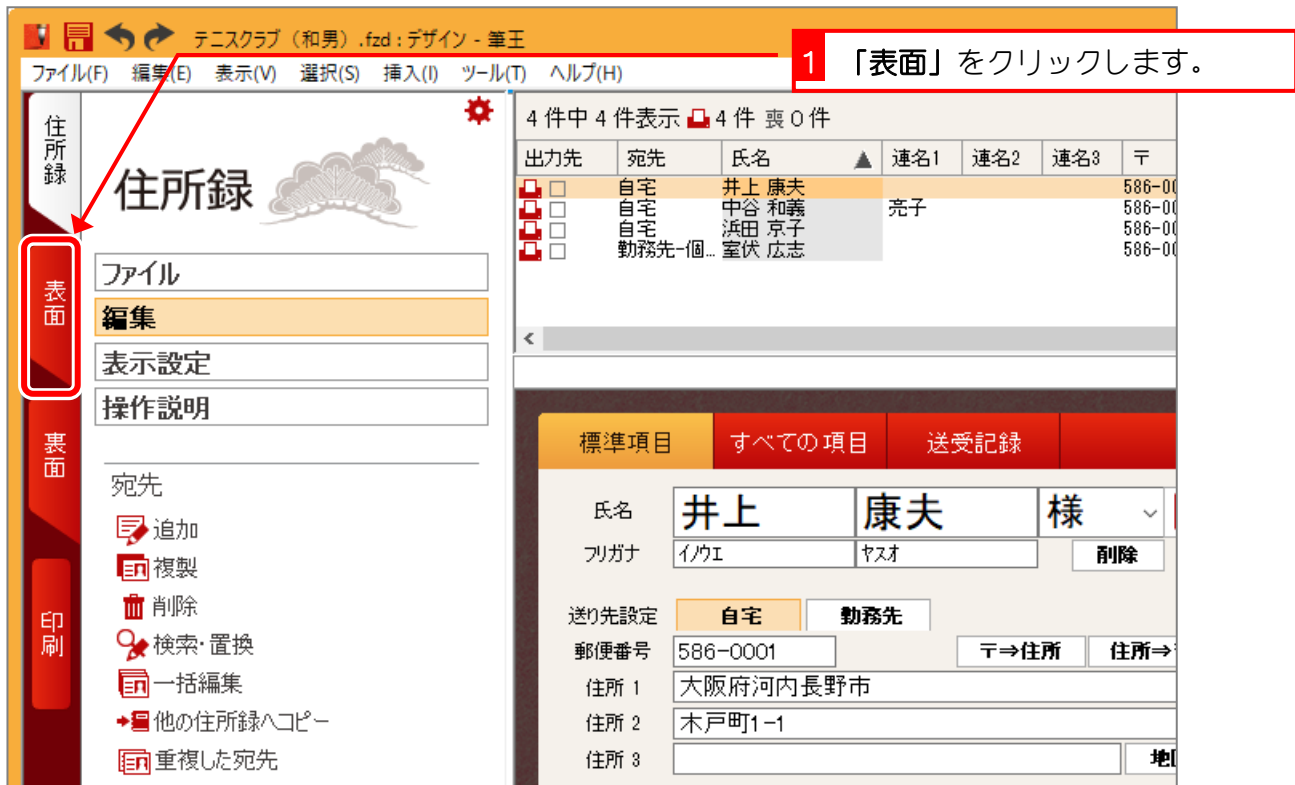 テニスクラブ（和男）.fzd : デザイン - 筆王
1 「表面」をクリックします。
ファイル(F) 編集(E) 表示(V) 選択(S) 挿入(I) ツール(T) ヘルプ(H)
住所録
表面
裏面
印刷
住所録
ファイル
編集
表示設定
操作説明
宛先
追加
複製
削除
検索・置換
一括編集
他の住所録へコピー
重複した宛先
4 件中 4 件表示 4 件 喪 0 件
出力先 宛先 氏名 連名1 連名2 連名3 〒
自宅 井上 康夫 586-00
自宅 中谷 和義 亮子 586-00
自宅 浜田 京子 586-00
勤務先-個... 室伏 広志 586-00
標準項目 すべての項目 送受記録
氏名 井上 康夫 様
フリガナ イノウエ ヤスオ 削除
送り先設定 自宅 勤務先
郵便番号 586-0001 〒⇒住所 住所⇒
住所 1 大阪府河内長野市
住所 2 木戸町1-1
住所 3